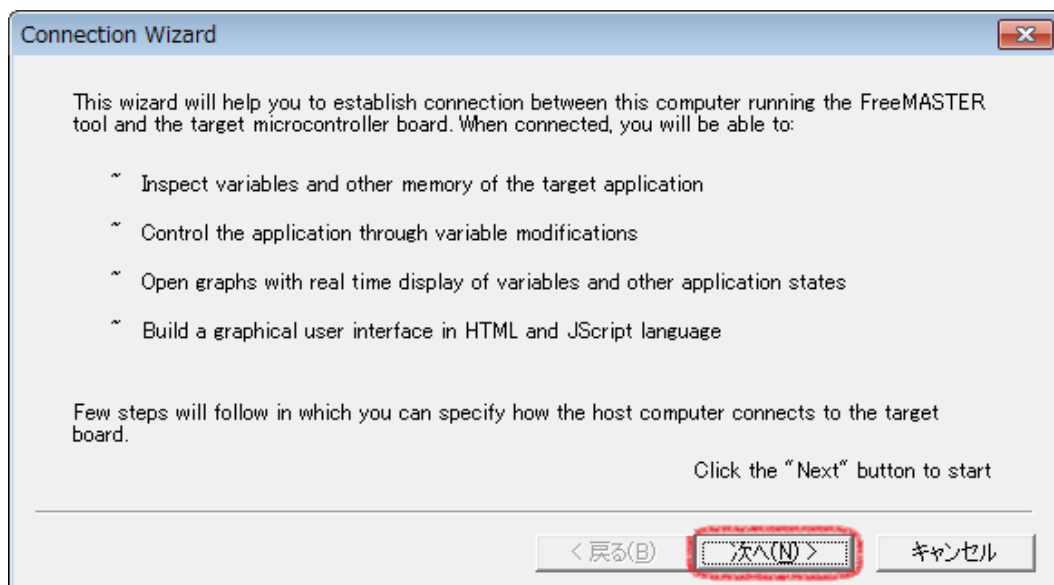 Connection Wizard
This wizard will help you to establish connection between this computer running the FreeMASTER
tool and the target microcontroller board. When connected, you will be able to:
~ Inspect variables and other memory of the target application
~ Control the application through variable modifications
~ Open graphs with real time display of variables and other application states
~ Build a graphical user interface in HTML and JScript language
Few steps will follow in which you can specify how the host computer connects to the target
board.
Click the "Next" button to start
< 戻る(B) 次へ(N) > キャンセル